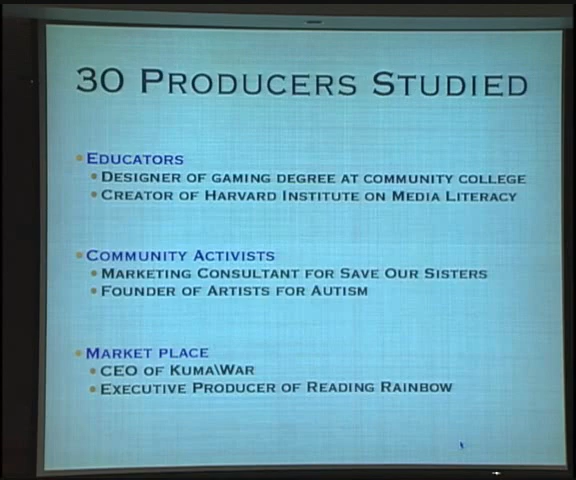 30 Producers Studied
Educators
Designer of gaming degree at community college
Creator of Harvard Institute on Media Literacy
Community Activists
Marketing Consultant for Save Our Sisters
Founder of Artists for Autism
Market place
CEO of Kuma\War
Executive Producer of Reading Rainbow